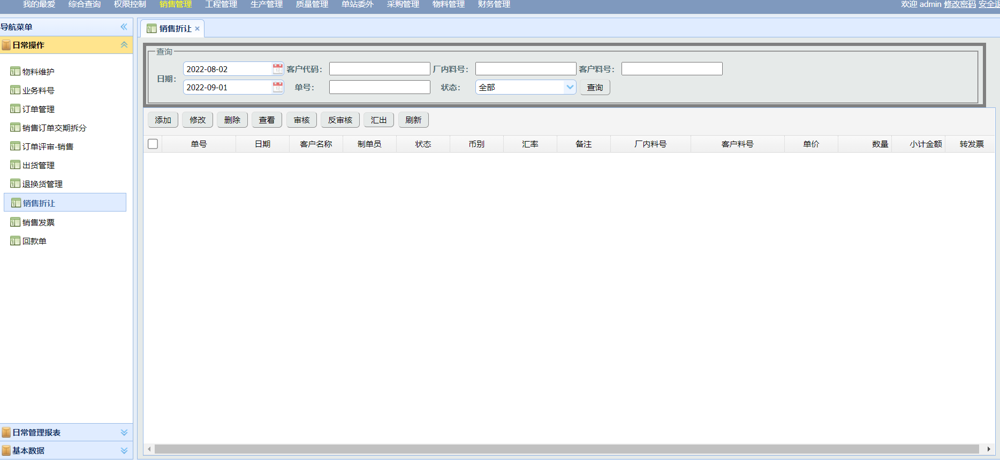 我的最爱 综合查询 权限控制 销售管理 工程管理 生产管理 质量管理 单站委外 采购管理 物料管理 财务管理 欢迎 admin 修改密码 安全
导航菜单
日常操作
物料维护
业务料号
订单管理
销售订单交期拆分
订单评审-销售
出货管理
退换货管理
销售折让
销售发票
回款单
日常管理报表
基本数据
销售折让
查询
日期：
2022-08-02 客户代码： 厂内料号： 客户料号：
2022-09-01 单号： 状态： 全部 查询
添加 修改 删除 查看 审核 反审核 汇出 刷新
单号 日期 客户名称 制单员 状态 币别 汇率 备注 厂内料号 客户料号 单价 数量 小计金额 转发票